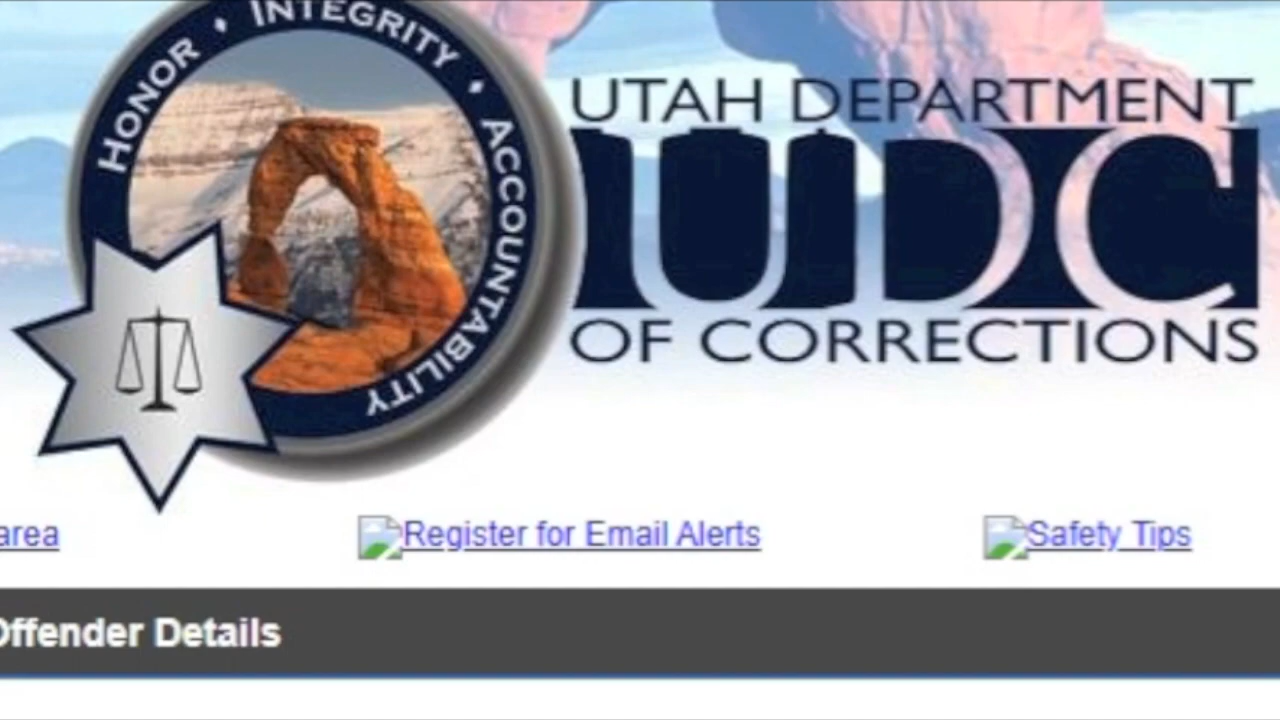 HONOR • INTEGRITY • ACCOUNTABILITY
UTAH DEPARTMENT
UDC
OF CORRECTIONS
area
Register for Email Alerts
Safety Tips
Offender Details